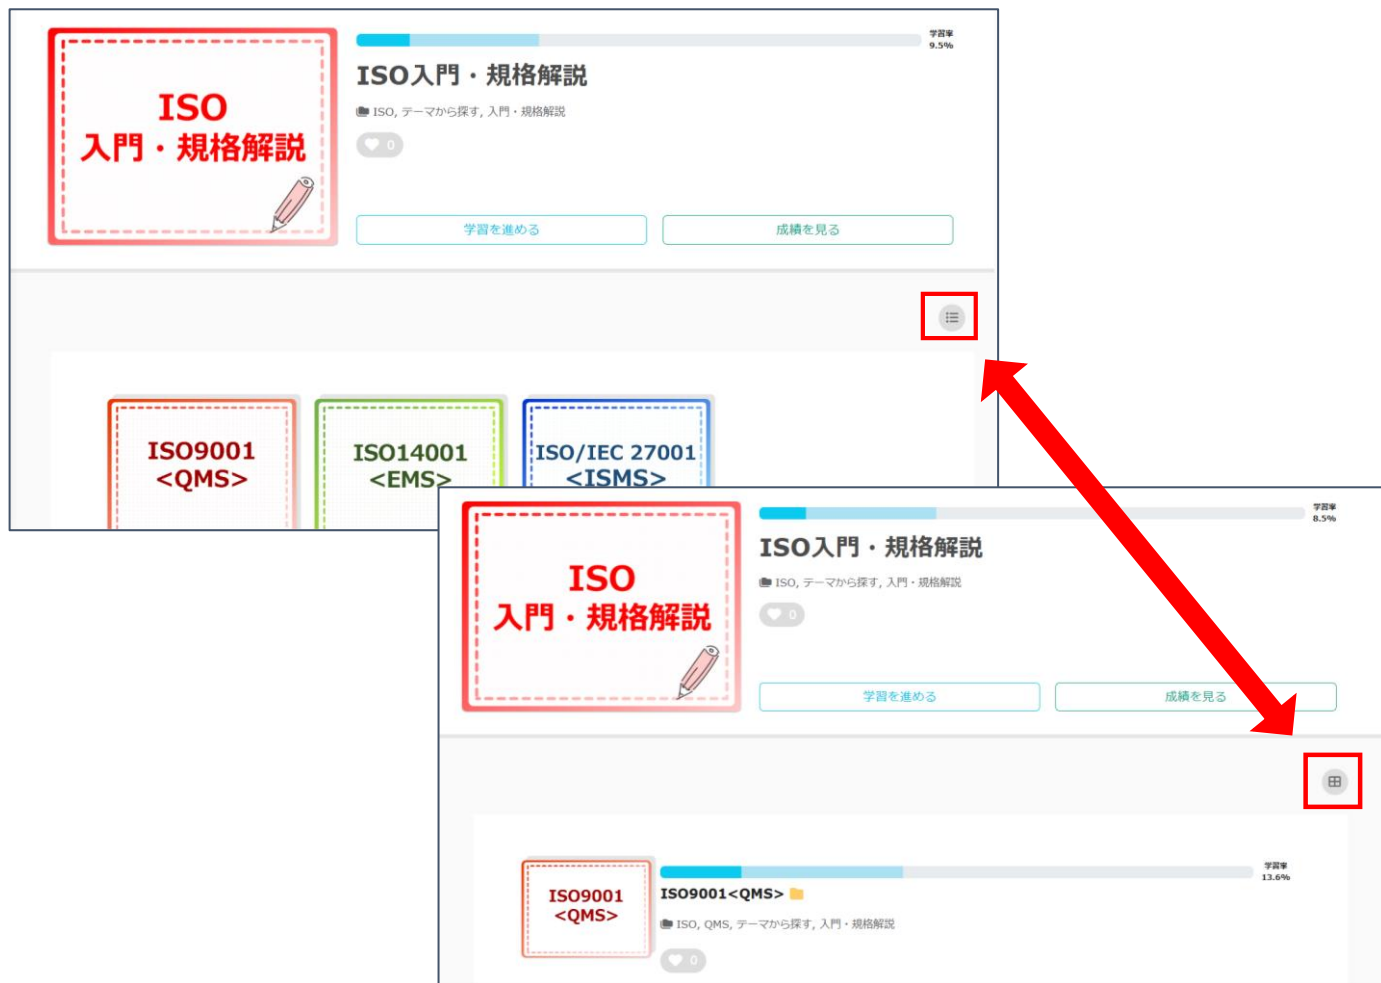 学習率
9.5%
ISO
入門・規格解説
ISO入門・規格解説
ISO, テーマから探す, 入門・規格解説
0
学習を進める
成績を見る
ISO9001
<QMS>
ISO14001
<EMS>
ISO/IEC 27001
<ISMS>
学習率
8.5%
ISO
入門・規格解説
ISO入門・規格解説
ISO, テーマから探す, 入門・規格解説
0
学習を進める
成績を見る
学習率
13.6%
ISO9001
<QMS>
ISO9001<QMS>
ISO, QMS, テーマから探す, 入門・規格解説
0